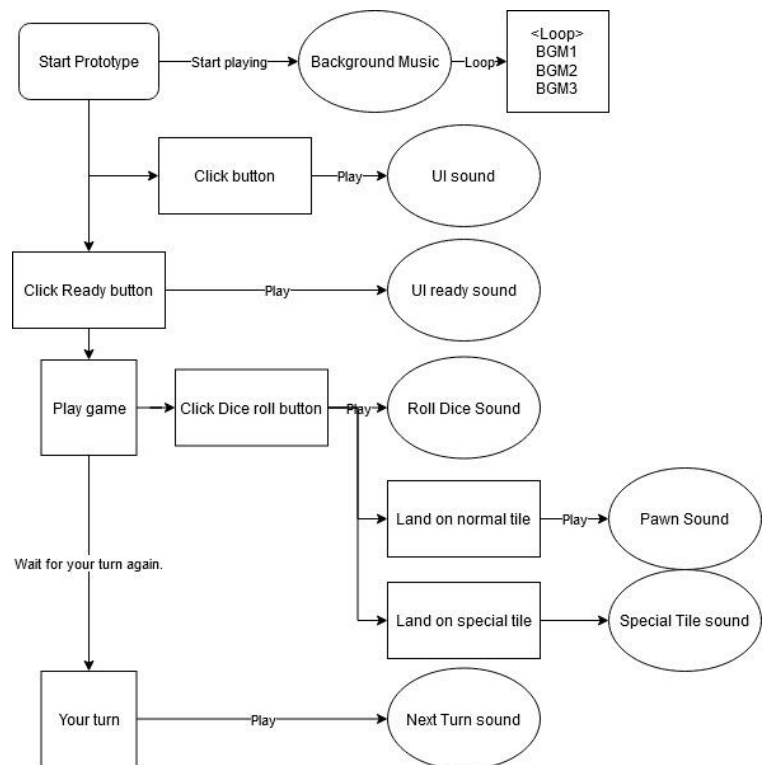 Start Prototype
Start playing
Background Music
Loop
<Loop>
BGM1
BGM2
BGM3
Click button
Play
UI sound
Click Ready button
Play
UI ready sound
Play game
Click Dice roll button
Play
Roll Dice Sound
Land on normal tile
Play
Pawn Sound
Wait for your turn again.
Land on special tile
Special Tile sound
Your turn
Play
Next Turn sound